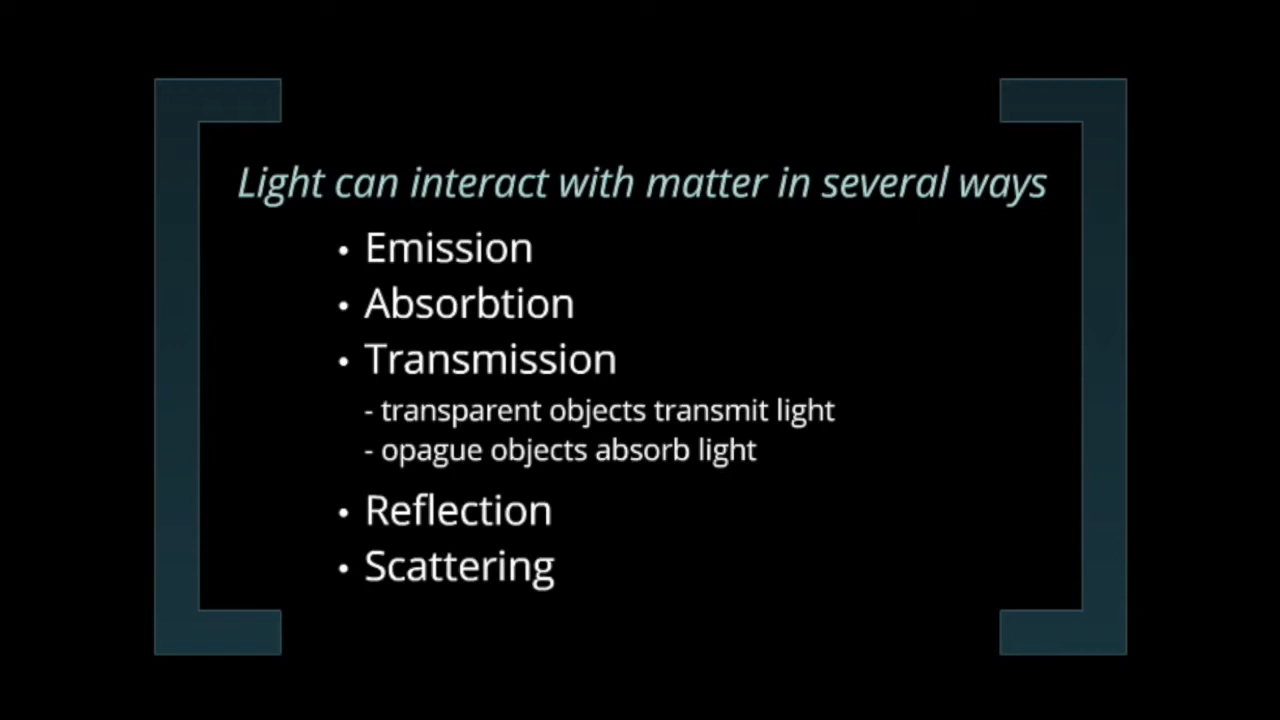 Light can interact with matter in several ways
• Emission
• Absorbtion
• Transmission
- transparent objects transmit light
- opague objects absorb light
• Reflection
• Scattering